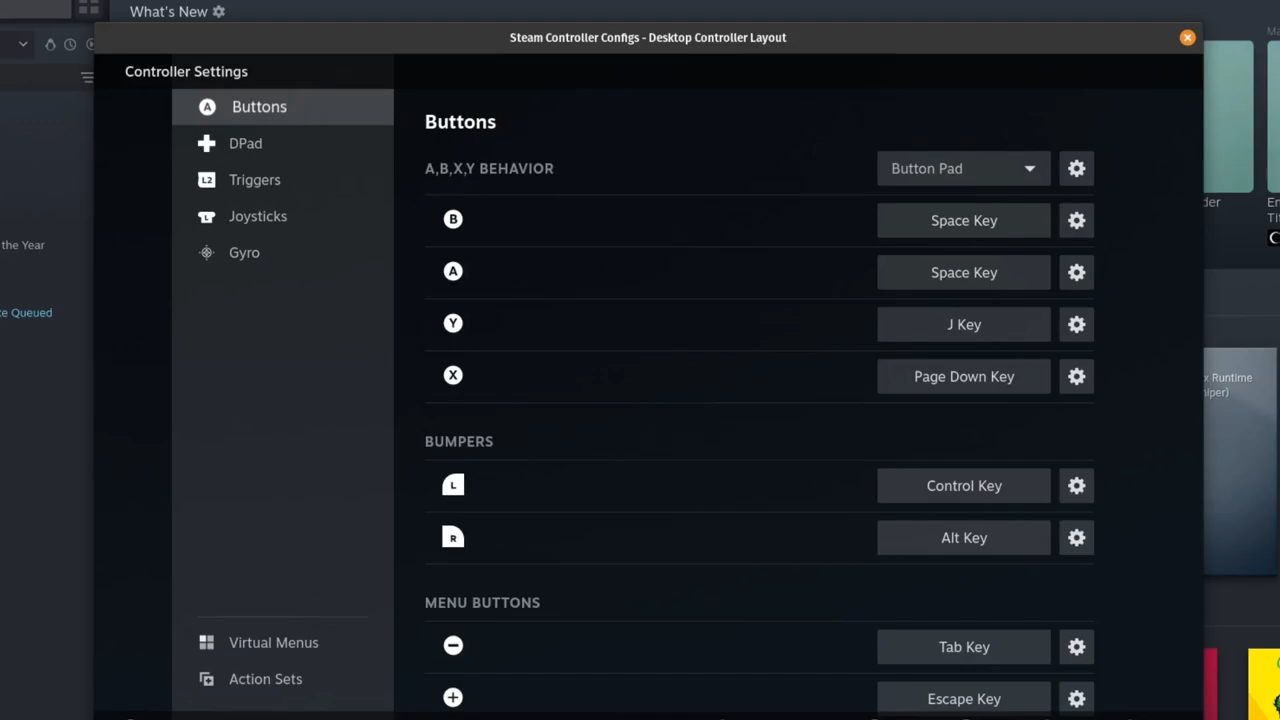 What's New
Steam Controller Configs - Desktop Controller Layout
Controller Settings
A Buttons
DPad
L2 Triggers
L Joysticks
Gyro
Virtual Menus
Action Sets
Buttons
A,B,X,Y BEHAVIOR Button Pad
B Space Key
A Space Key
Y J Key
X Page Down Key
BUMPERS
L Control Key
R Alt Key
MENU BUTTONS
Tab Key
Escape Key
the Year
Queued
Runtime